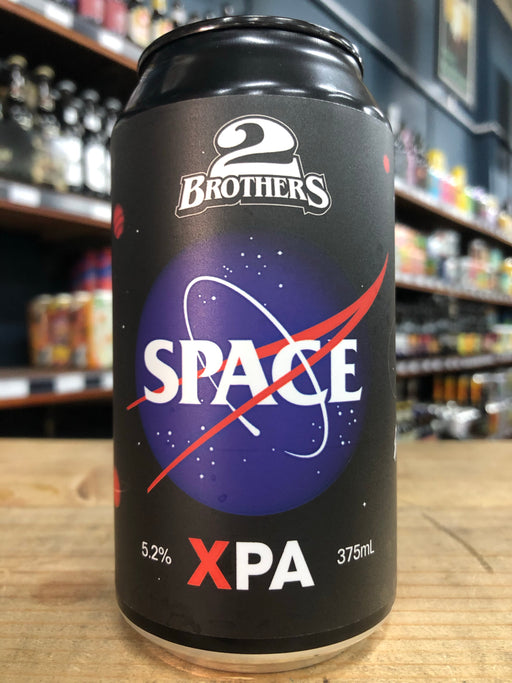 2
BROTHERS
SPACE
5.2% XPA 375mL